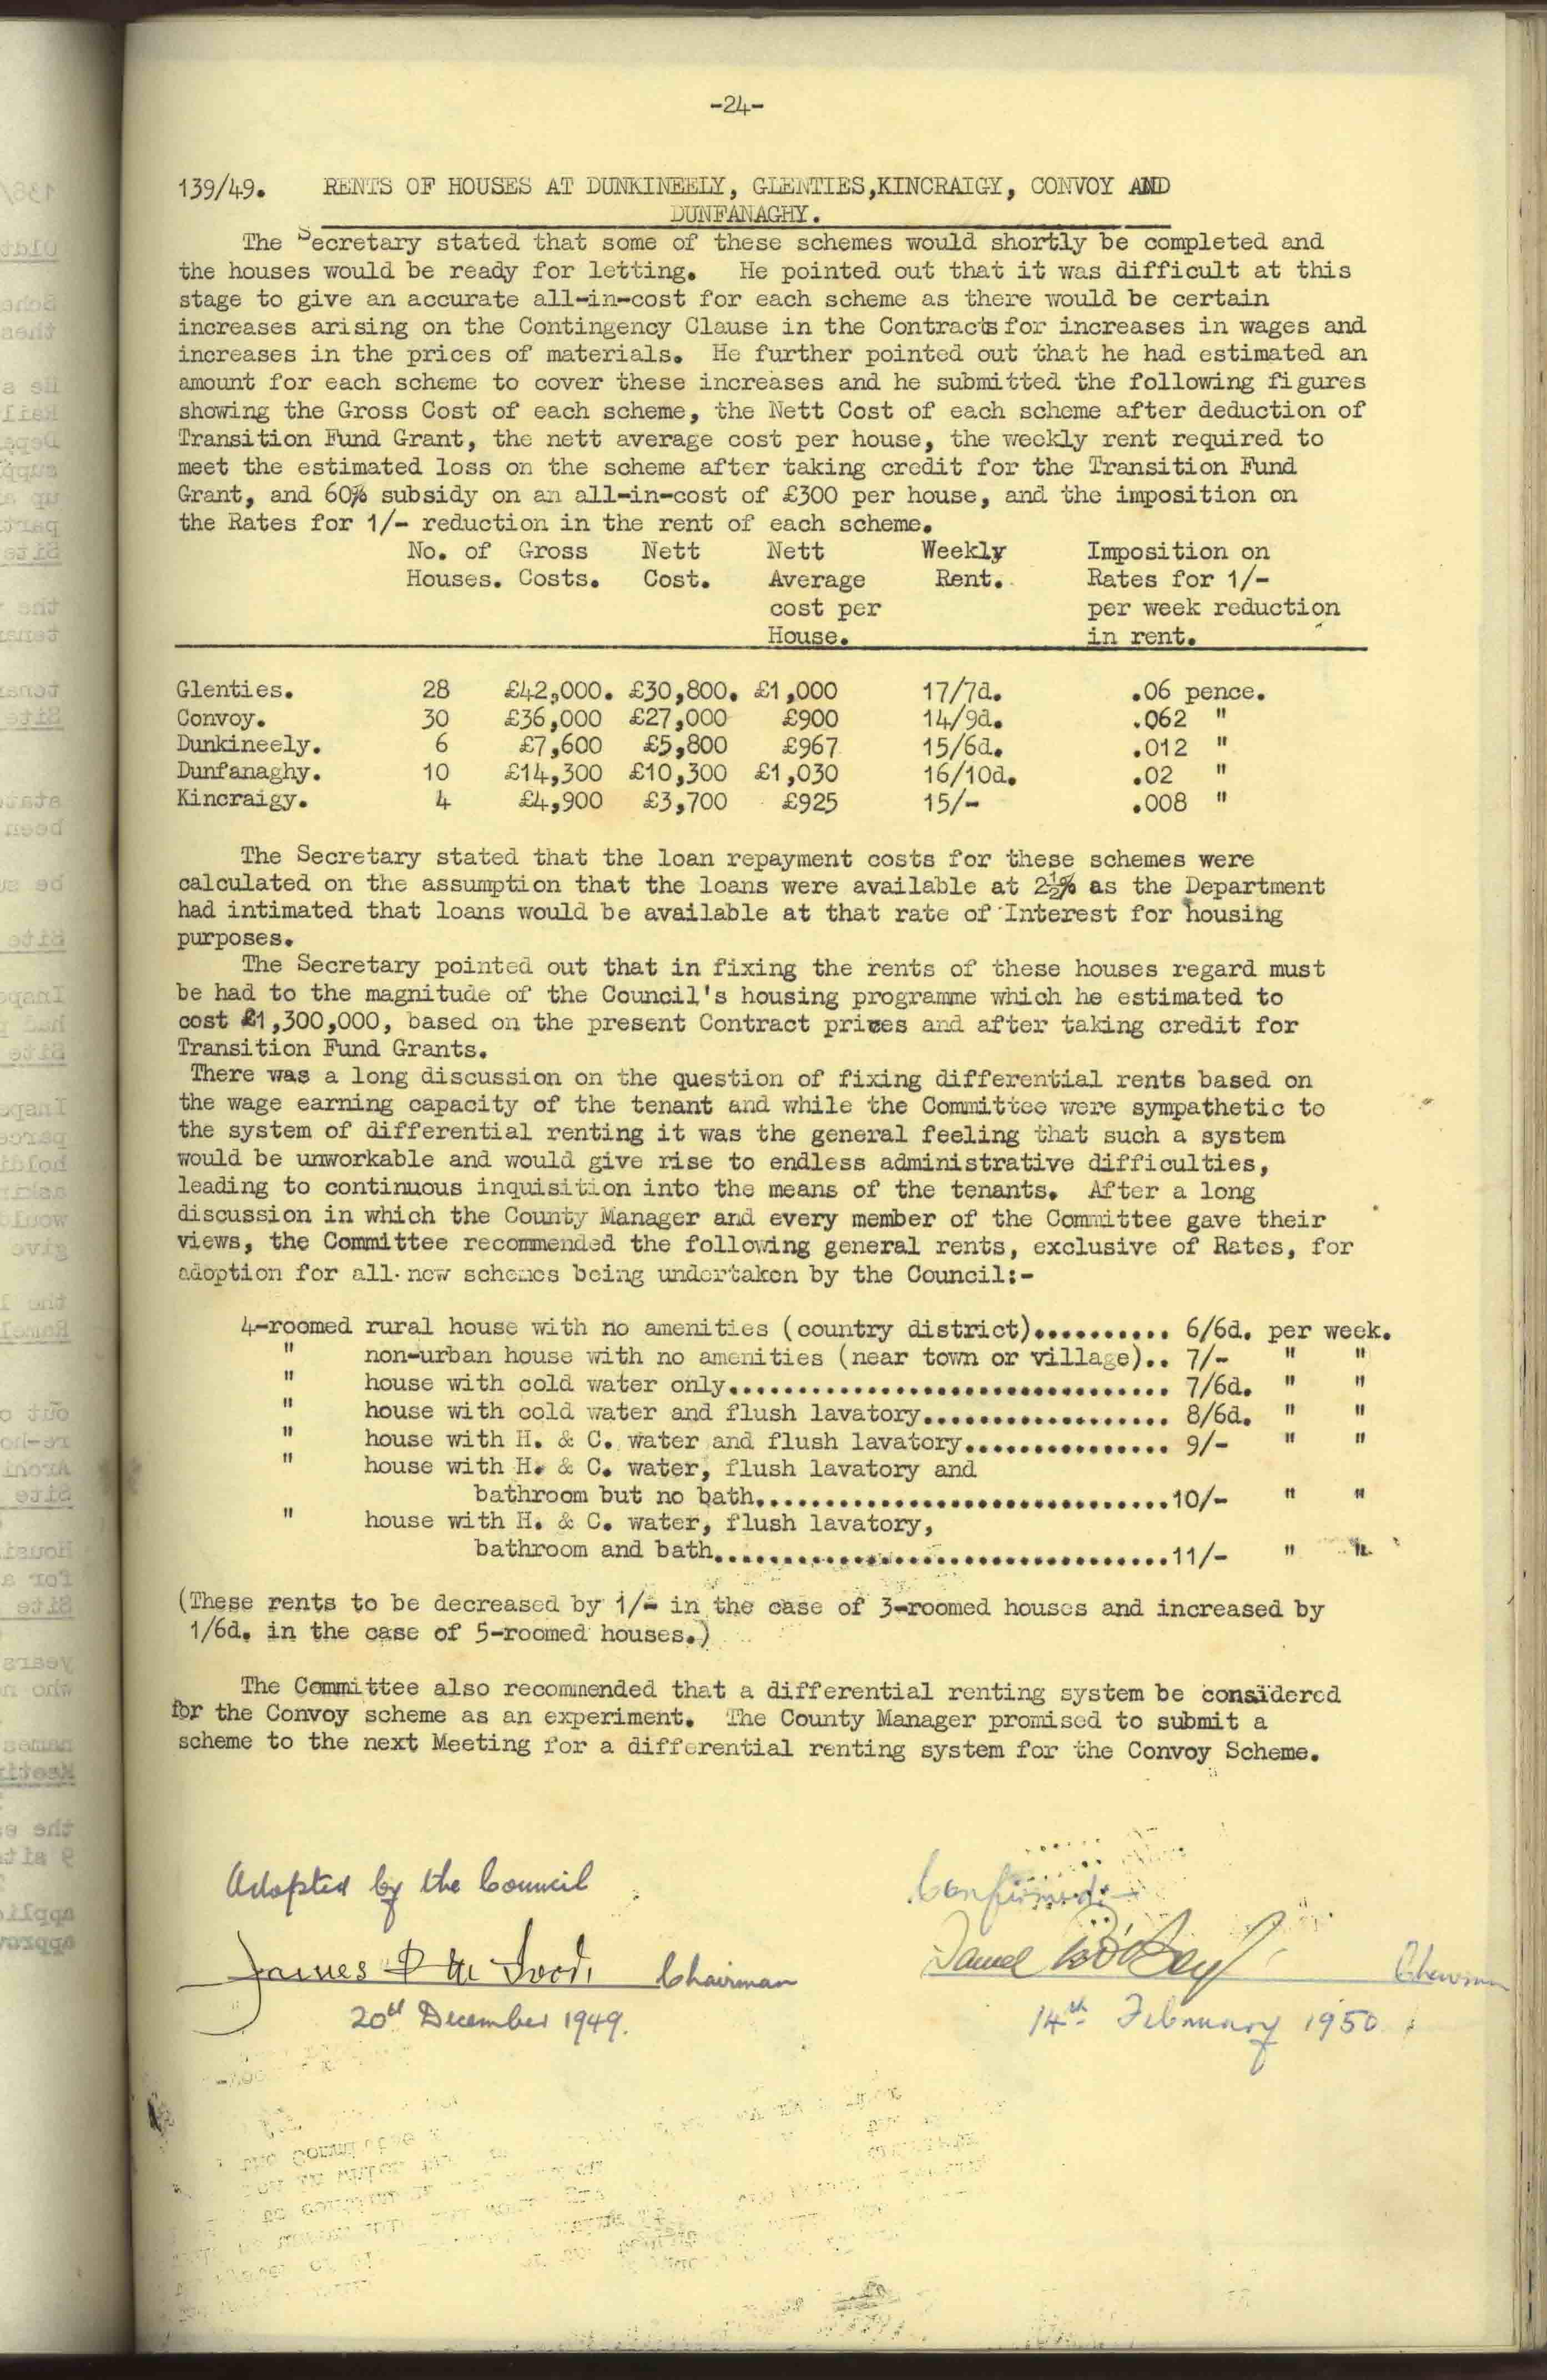 -24-
139/49. RENTS OF HOUSES AT DUNKINEELY, GLENTIES,KINCRAIGY, CONVOY AND
DUNFANAGHY.
The Secretary stated that some of these schemes would shortly be completed and
the houses would be ready for letting. He pointed out that it was difficult at this
stage to give an accurate all-in-cost for each scheme as there would be certain
increases arising on the Contingency Clause in the Contracts for increases in wages and
increases in the prices of materials. He further pointed out that he had estimated an
amount for each scheme to cover these increases and he submitted the following figures
showing the Gross Cost of each scheme, the Nett Cost of each scheme after deduction of
Transition Fund Grant, the nett average cost per house, the weekly rent required to
meet the estimated loss on the scheme after taking credit for the Transition Fund
Grant, and 60% subsidy on an all-in-cost of £300 per house, and the imposition on
the Rates for 1/- reduction in the rent of each scheme.
No. of Gross Nett Nett Weekly Imposition on
Houses. Costs. Cost. Average Rent. Rates for 1/-
cost per per week reduction
House. in rent.
Glenties. 28 £42,000. £30,800. £1,000 17/7d. .06 pence.
Convoy. 30 £36,000 £27,000 £900 14/9d. .062 "
Dunkineely. 6 £7,600 £5,800 £967 15/6d. .012 "
Dunfanaghy. 10 £14,300 £10,300 £1,030 16/10d. .02 "
Kincraigy. 4 £4,900 £3,700 £925 15/- .008 "
The Secretary stated that the loan repayment costs for these schemes were
calculated on the assumption that the loans were available at 2½% as the Department
had intimated that loans would be available at that rate of Interest for housing
purposes.
The Secretary pointed out that in fixing the rents of these houses regard must
be had to the magnitude of the Council's housing programme which he estimated to
cost £1,300,000, based on the present Contract prices and after taking credit for
Transition Fund Grants.
There was a long discussion on the question of fixing differential rents based on
the wage earning capacity of the tenant and while the Committee were sympathetic to
the system of differential renting it was the general feeling that such a system
would be unworkable and would give rise to endless administrative difficulties,
leading to continuous inquisition into the means of the tenants. After a long
discussion in which the County Manager and every member of the Committee gave their
views, the Committee recommended the following general rents, exclusive of Rates, for
adoption for all new schemes being undertaken by the Council:-
4-roomed rural house with no amenities (country district).......... 6/6d. per week.
" non-urban house with no amenities (near town or village).. 7/- " "
" house with cold water only................................ 7/6d. " "
" house with cold water and flush lavatory.................. 8/6d. " "
" house with H. & C. water and flush lavatory............... 9/- " "
" house with H. & C. water, flush lavatory and
bathroom but no bath..............................10/- " "
" house with H. & C. water, flush lavatory,
bathroom and bath.................................11/- " "
(These rents to be decreased by 1/- in the case of 3-roomed houses and increased by
1/6d. in the case of 5-roomed houses.)
The Committee also recommended that a differential renting system be considered
for the Convoy scheme as an experiment. The County Manager promised to submit a
scheme to the next Meeting for a differential renting system for the Convoy Scheme.
Adopted by the Council Confirmed:-
James Chairman Chairman
20th December 1949. 14th February 1950